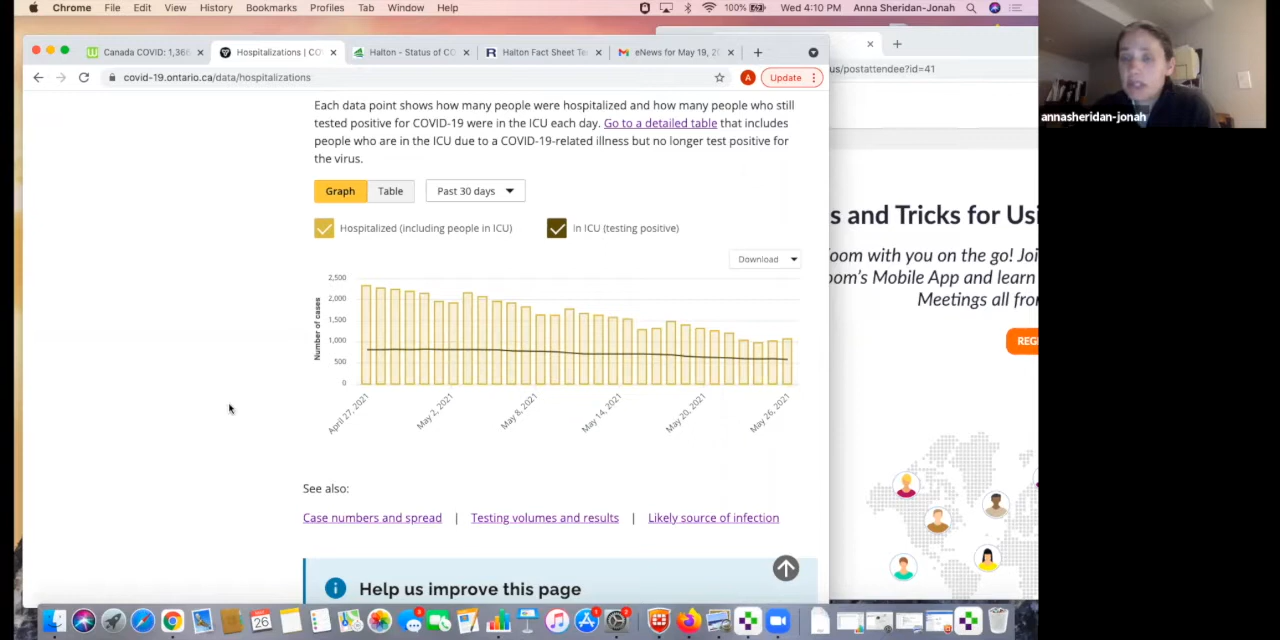 Chrome File Edit View History Bookmarks Profiles Tab Window Help 100% Wed 4:10 PM Anna Sheridan-Jonah
Canada COVID: 1,366 Hospitalizations | CO Halton - Status of CO Halton Fact Sheet Te eNews for May 19, 20
covid-19.ontario.ca/data/hospitalizations A Update
us/postattendee?id=41
annasheridan-jonah
Each data point shows how many people were hospitalized and how many people who still
tested positive for COVID-19 were in the ICU each day. Go to a detailed table that includes
people who are in the ICU due to a COVID-19-related illness but no longer test positive for
the virus.
Graph Table Past 30 days
Hospitalized (including people in ICU) In ICU (testing positive)
Download
Number of cases
2,500
2,000
1,500
1,000
500
0
April 27, 2021 May 2, 2021 May 8, 2021 May 14, 2021 May 20, 2021 May 26, 2021
See also:
Case numbers and spread | Testing volumes and results | Likely source of infection
Help us improve this page
s and Tricks for Usi
oom with you on the go! Joi
om's Mobile App and learn
Meetings all fro
REG
26